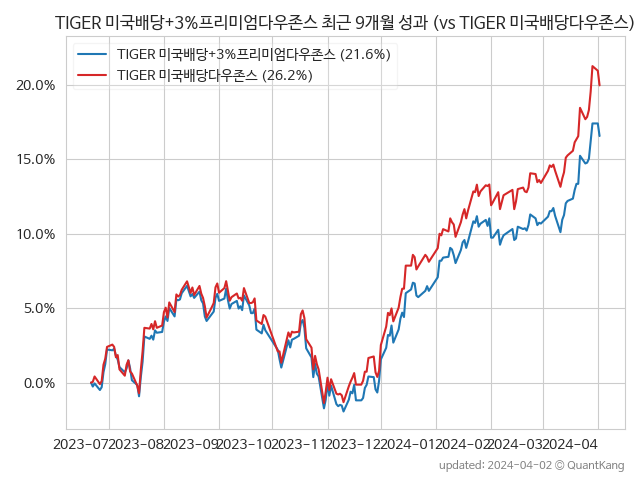 TIGER 미국배당+3%프리미엄다우존스 최근 9개월 성과 (vs TIGER 미국배당다우존스)
TIGER 미국배당+3%프리미엄다우존스 (21.6%)
TIGER 미국배당다우존스 (26.2%)
20.0%
15.0%
10.0%
5.0%
0.0%
2023-07 2023-08 2023-09 2023-10 2023-11 2023-12 2024-01 2024-02 2024-03 2024-04
updated: 2024-04-02 © QuantKang